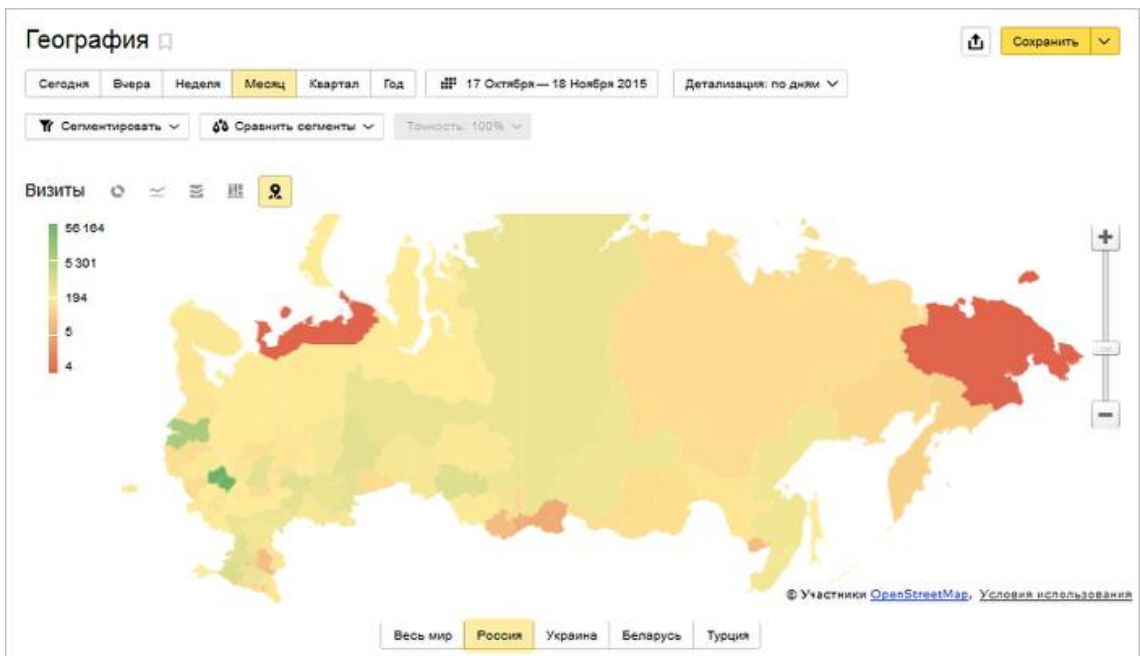 География
Сохранить
Сегодня Вчера Неделя Месяц Квартал Год 17 Октября — 18 Ноября 2015 Детализация: по дням
Сегментировать Сравнить сегменты Точность: 100%
Визиты
56 184
5 301
194
5
4
© Участники OpenStreetMap, Условия использования
Весь мир Россия Украина Беларусь Турция